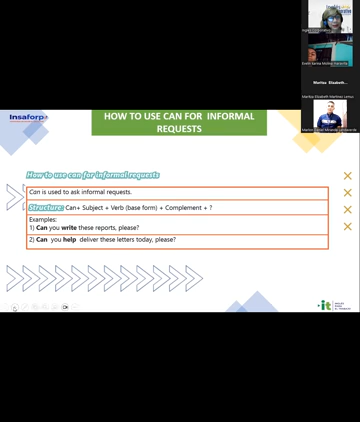 Insaforp
HOW TO USE CAN FOR INFORMAL
REQUESTS
How to use can for informal requests
Can is used to ask informal requests.
Structure: Can+ Subject + Verb (base form) + Complement + ?
Examples:
1) Can you write these reports, please?
2) Can you help deliver these letters today, please?
Maritza Elizabeth...
Maritza Elizabeth Martinez Lemus
it